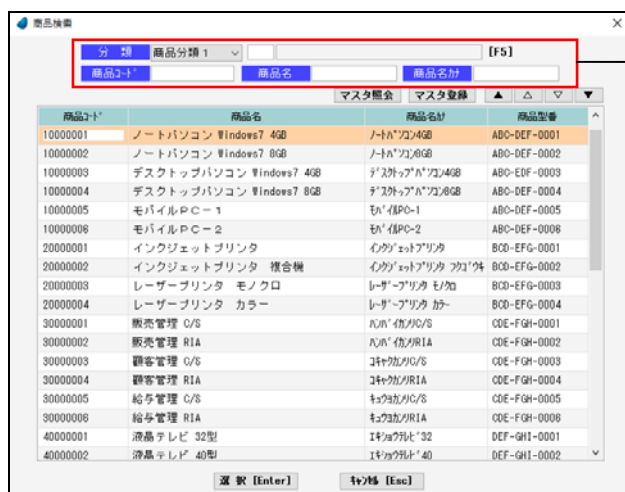 商品検索
分 類 商品分類1 [F5]
商品ｺｰﾄﾞ 商品名 商品名ｶﾅ
マスタ照会 マスタ登録 ▲ △ ▽ ▼
商品ｺｰﾄﾞ 商品名 商品名ｶﾅ 商品型番
10000001 ノートパソコン Windows7 4GB ﾉｰﾄﾊﾟｿｺﾝ4GB ABC-DEF-0001
10000002 ノートパソコン Windows7 8GB ﾉｰﾄﾊﾟｿｺﾝ8GB ABC-DEF-0002
10000003 デスクトップパソコン Windows7 4GB ﾃﾞｽｸﾄｯﾌﾟﾊﾟｿｺﾝ4GB ABC-EDF-0003
10000004 デスクトップパソコン Windows7 8GB ﾃﾞｽｸﾄｯﾌﾟﾊﾟｿｺﾝ8GB ABC-DEF-0004
10000005 モバイルPC－1 ﾓﾊﾞｲﾙPC-1 ABC-DEF-0005
10000006 モバイルPC－2 ﾓﾊﾞｲﾙPC-2 ABC-DEF-0006
20000001 インクジェットプリンタ ｲﾝｸｼﾞｪｯﾄﾌﾟﾘﾝﾀ BCD-EFG-0001
20000002 インクジェットプリンタ 複合機 ｲﾝｸｼﾞｪｯﾄﾌﾟﾘﾝﾀ ﾌｸｺﾞｳｷ BCD-EFG-0002
20000003 レーザープリンタ モノクロ ﾚｰｻﾞｰﾌﾟﾘﾝﾀ ﾓﾉｸﾛ BCD-EFG-0003
20000004 レーザープリンタ カラー ﾚｰｻﾞｰﾌﾟﾘﾝﾀ ｶﾗｰ BCD-EFG-0004
30000001 販売管理 C/S ﾊﾝﾊﾞｲｶﾝﾘC/S CDE-FGH-0001
30000002 販売管理 RIA ﾊﾝﾊﾞｲｶﾝﾘRIA CDE-FGH-0002
30000003 顧客管理 C/S ｺｷｬｸｶﾝﾘC/S CDE-FGH-0003
30000004 顧客管理 RIA ｺｷｬｸｶﾝﾘRIA CDE-FGH-0004
30000005 給与管理 C/S ｷｭｳﾖｶﾝﾘC/S CDE-FGH-0005
30000006 給与管理 RIA ｷｭｳﾖｶﾝﾘRIA CDE-FGH-0006
40000001 液晶テレビ 32型 ｴｷｼｮｳﾃﾚﾋﾞ32 DEF-GHI-0001
40000002 液晶テレビ 40型 ｴｷｼｮｳﾃﾚﾋﾞ40 DEF-GHI-0002
選 択 [Enter] ｷｬﾝｾﾙ [Esc]